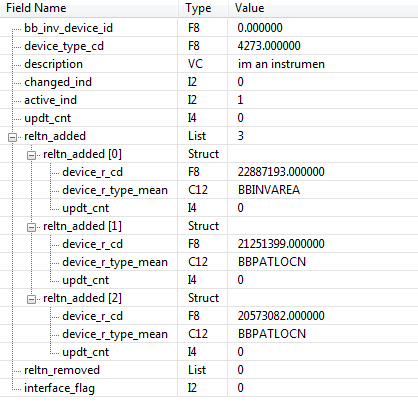 Field Name Type Value
bb_inv_device_id F8 0.000000
device_type_cd F8 4273.000000
description VC im an instrumen
changed_ind I2 0
active_ind I2 1
updt_cnt I4 0
reltn_added List 3
reltn_added [0] Struct
device_r_cd F8 22887193.000000
device_r_type_mean C12 BBINVAREA
updt_cnt I4 0
reltn_added [1] Struct
device_r_cd F8 21251399.000000
device_r_type_mean C12 BBPATLOCN
updt_cnt I4 0
reltn_added [2] Struct
device_r_cd F8 20573082.000000
device_r_type_mean C12 BBPATLOCN
updt_cnt I4 0
reltn_removed List 0
interface_flag I2 0